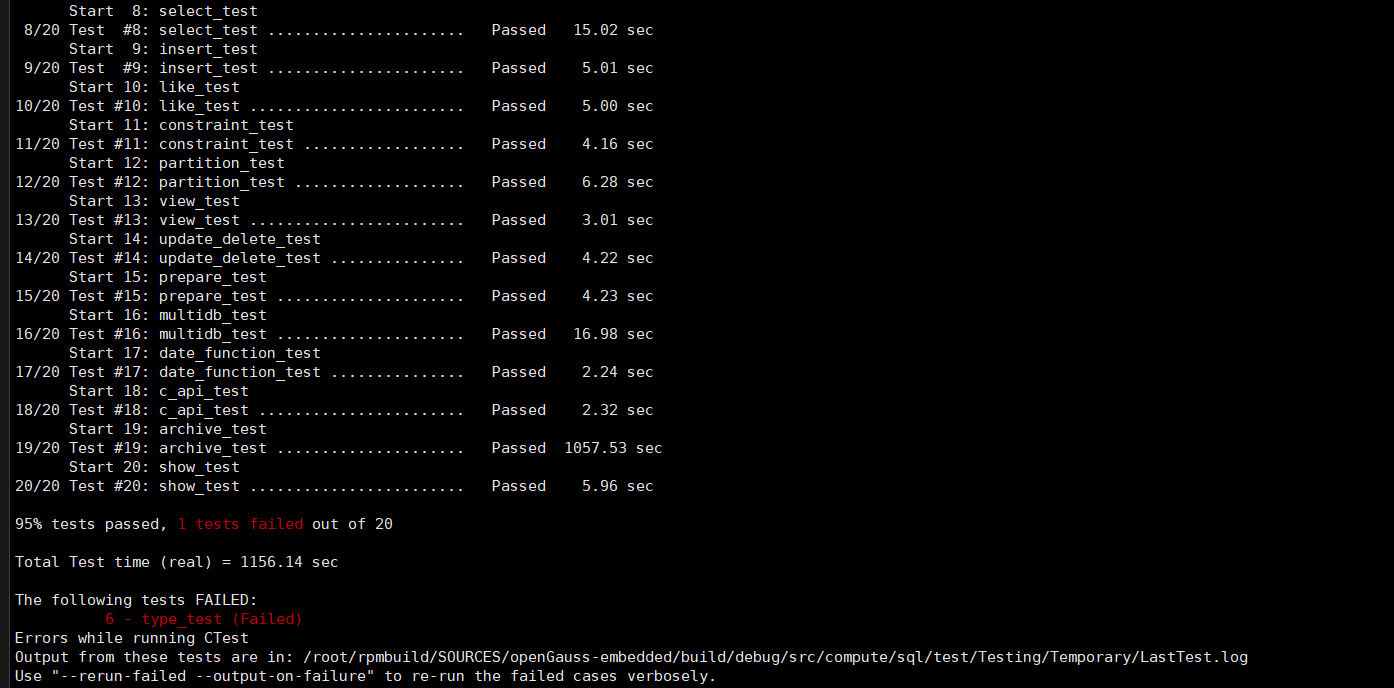 Start  8: select_test
 8/20 Test  #8: select_test ......................   Passed   15.02 sec
      Start  9: insert_test
 9/20 Test  #9: insert_test ......................   Passed    5.01 sec
      Start 10: like_test
10/20 Test #10: like_test ........................   Passed    5.00 sec
      Start 11: constraint_test
11/20 Test #11: constraint_test ..................   Passed    4.16 sec
      Start 12: partition_test
12/20 Test #12: partition_test ...................   Passed    6.28 sec
      Start 13: view_test
13/20 Test #13: view_test ........................   Passed    3.01 sec
      Start 14: update_delete_test
14/20 Test #14: update_delete_test ...............   Passed    4.22 sec
      Start 15: prepare_test
15/20 Test #15: prepare_test .....................   Passed    4.23 sec
      Start 16: multidb_test
16/20 Test #16: multidb_test .....................   Passed   16.98 sec
      Start 17: date_function_test
17/20 Test #17: date_function_test ...............   Passed    2.24 sec
      Start 18: c_api_test
18/20 Test #18: c_api_test .......................   Passed    2.32 sec
      Start 19: archive_test
19/20 Test #19: archive_test .....................   Passed  1057.53 sec
      Start 20: show_test
20/20 Test #20: show_test ........................   Passed    5.96 sec

95% tests passed, 1 tests failed out of 20

Total Test time (real) = 1156.14 sec

The following tests FAILED:
          6 - type_test (Failed)
Errors while running CTest
Output from these tests are in: /root/rpmbuild/SOURCES/openGauss-embedded/build/debug/src/compute/sql/test/Testing/Temporary/LastTest.log
Use "--rerun-failed --output-on-failure" to re-run the failed cases verbosely.